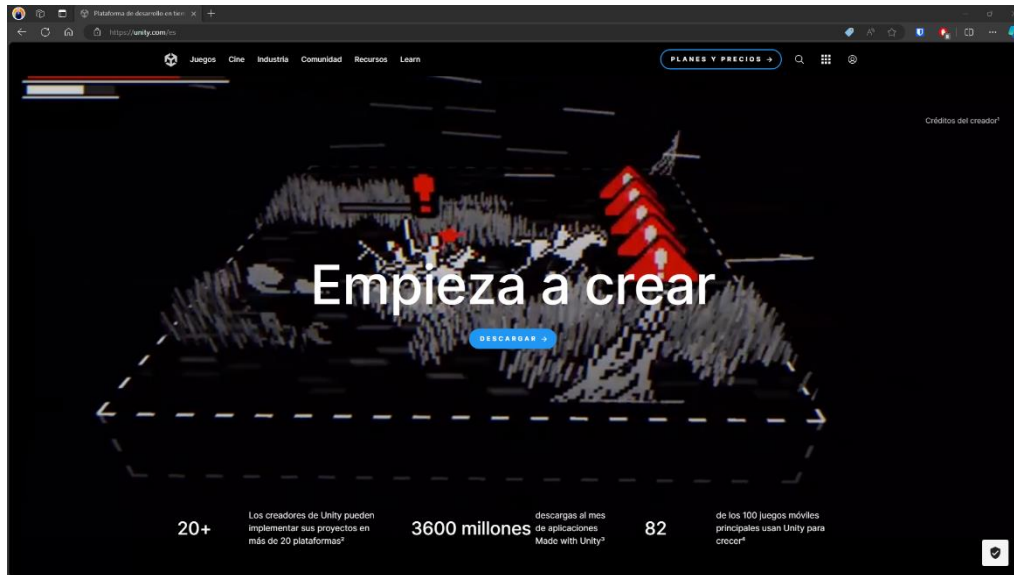 Plataforma de desarrollo en tien
https://unity.com/es
Juegos Cine Industria Comunidad Recursos Learn
PLANES Y PRECIOS →
Créditos del creador¹
Empieza a crear
DESCARGAR →
20+
Los creadores de Unity pueden
implementar sus proyectos en
más de 20 plataformas²
3600 millones
descargas al mes
de aplicaciones
Made with Unity³
82
de los 100 juegos móviles
principales usan Unity para
crecer⁴